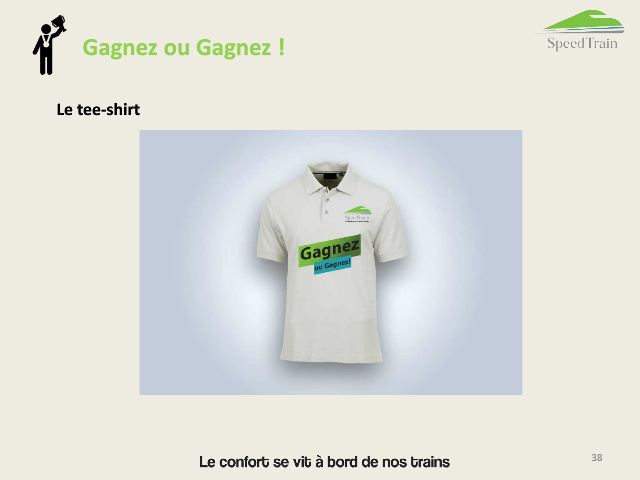 Gagnez ou Gagnez !
SpeedTrain
Le tee-shirt
SpeedTrain
Gagnez
ou Gagnez!
Le confort se vit à bord de nos trains
38